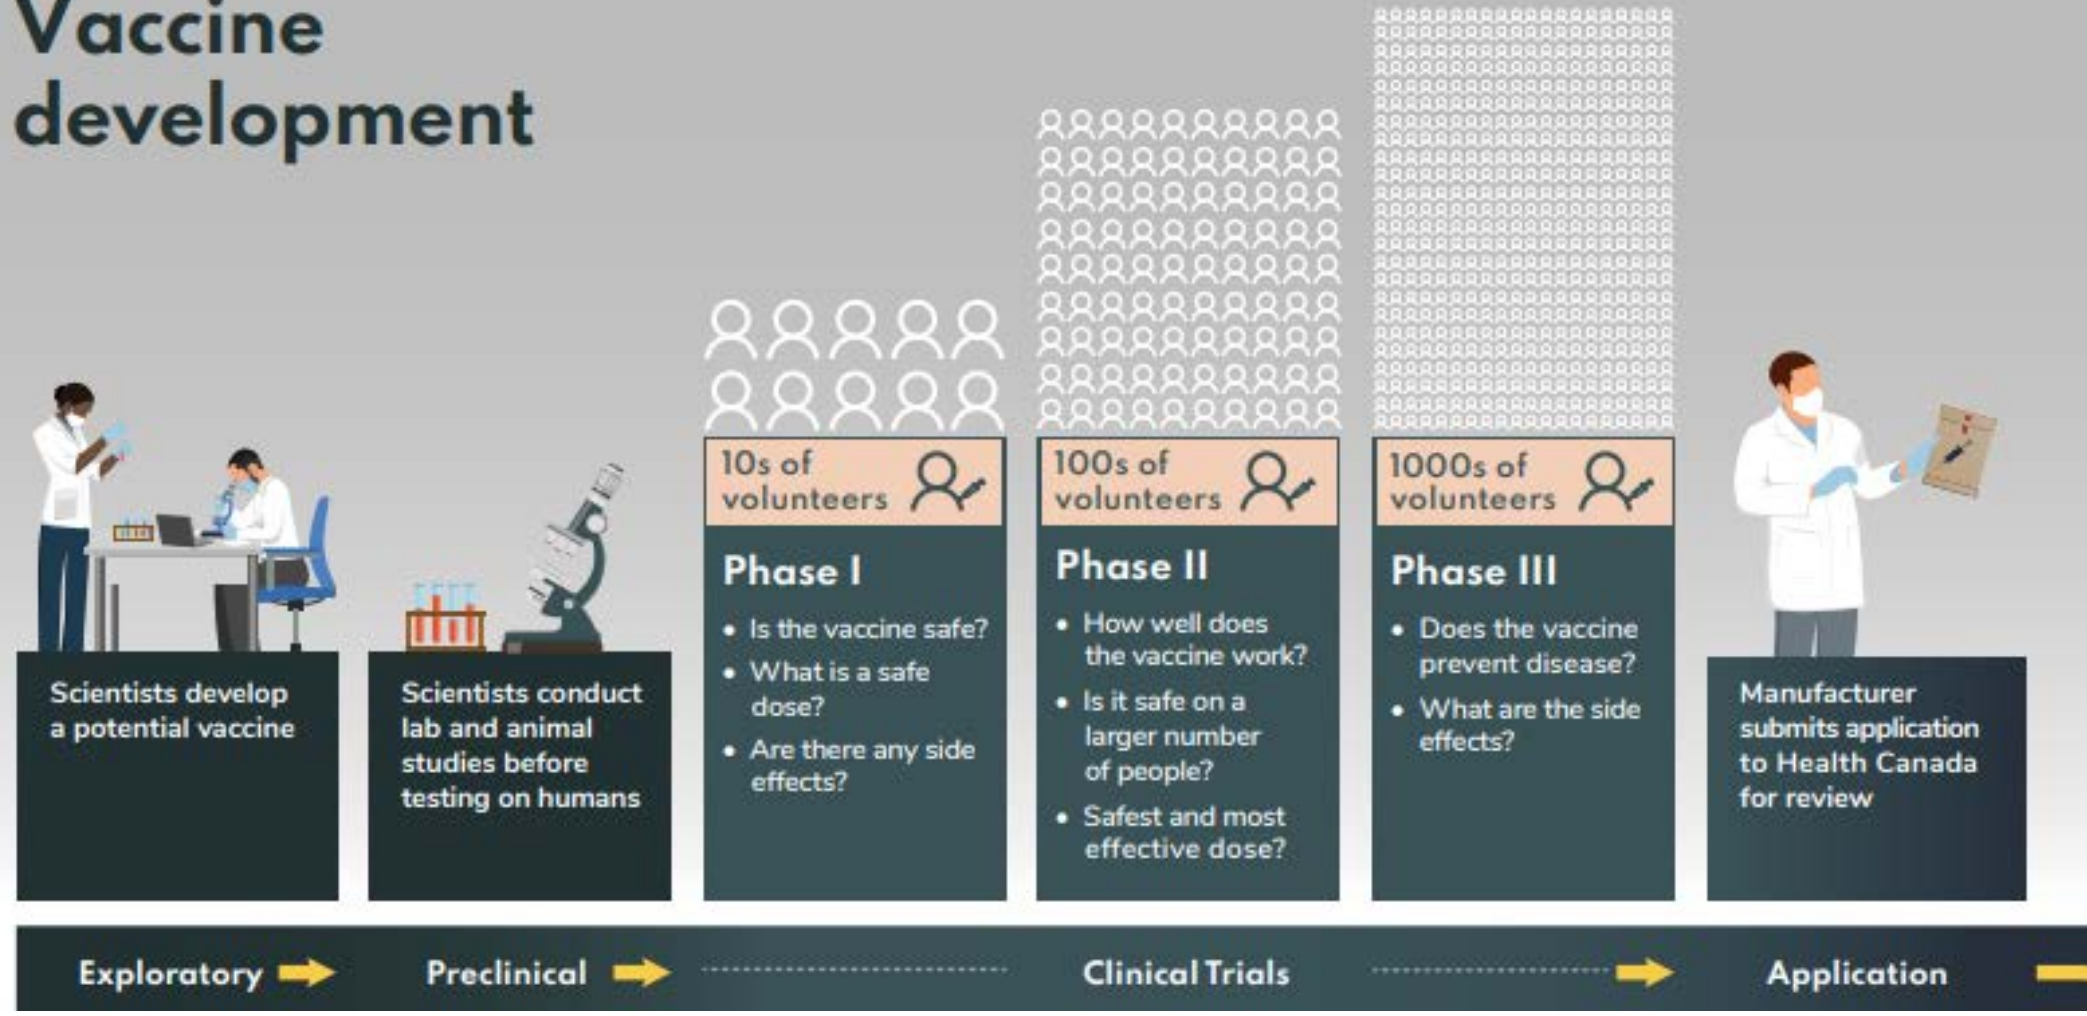 Vaccine
development
Scientists develop
a potential vaccine
Scientists conduct
lab and animal
studies before
testing on humans
10s of
volunteers
Phase I
• Is the vaccine safe?
• What is a safe
dose?
• Are there any side
effects?
100s of
volunteers
Phase II
• How well does
the vaccine work?
• Is it safe on a
larger number
of people?
• Safest and most
effective dose?
1000s of
volunteers
Phase III
• Does the vaccine
prevent disease?
• What are the side
effects?
Manufacturer
submits application
to Health Canada
for review
Exploratory
Preclinical
Clinical Trials
Application